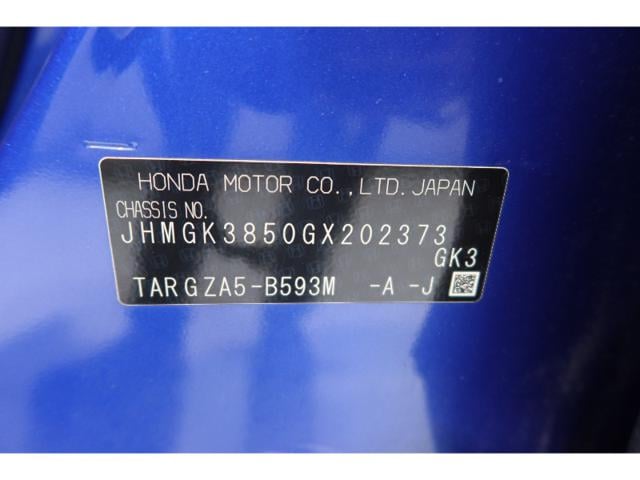 HONDA MOTOR CO.,LTD.JAPAN
CHASSIS NO.
JHMGK3850GX202373
GK3
TARGZA5-B593M -A -J